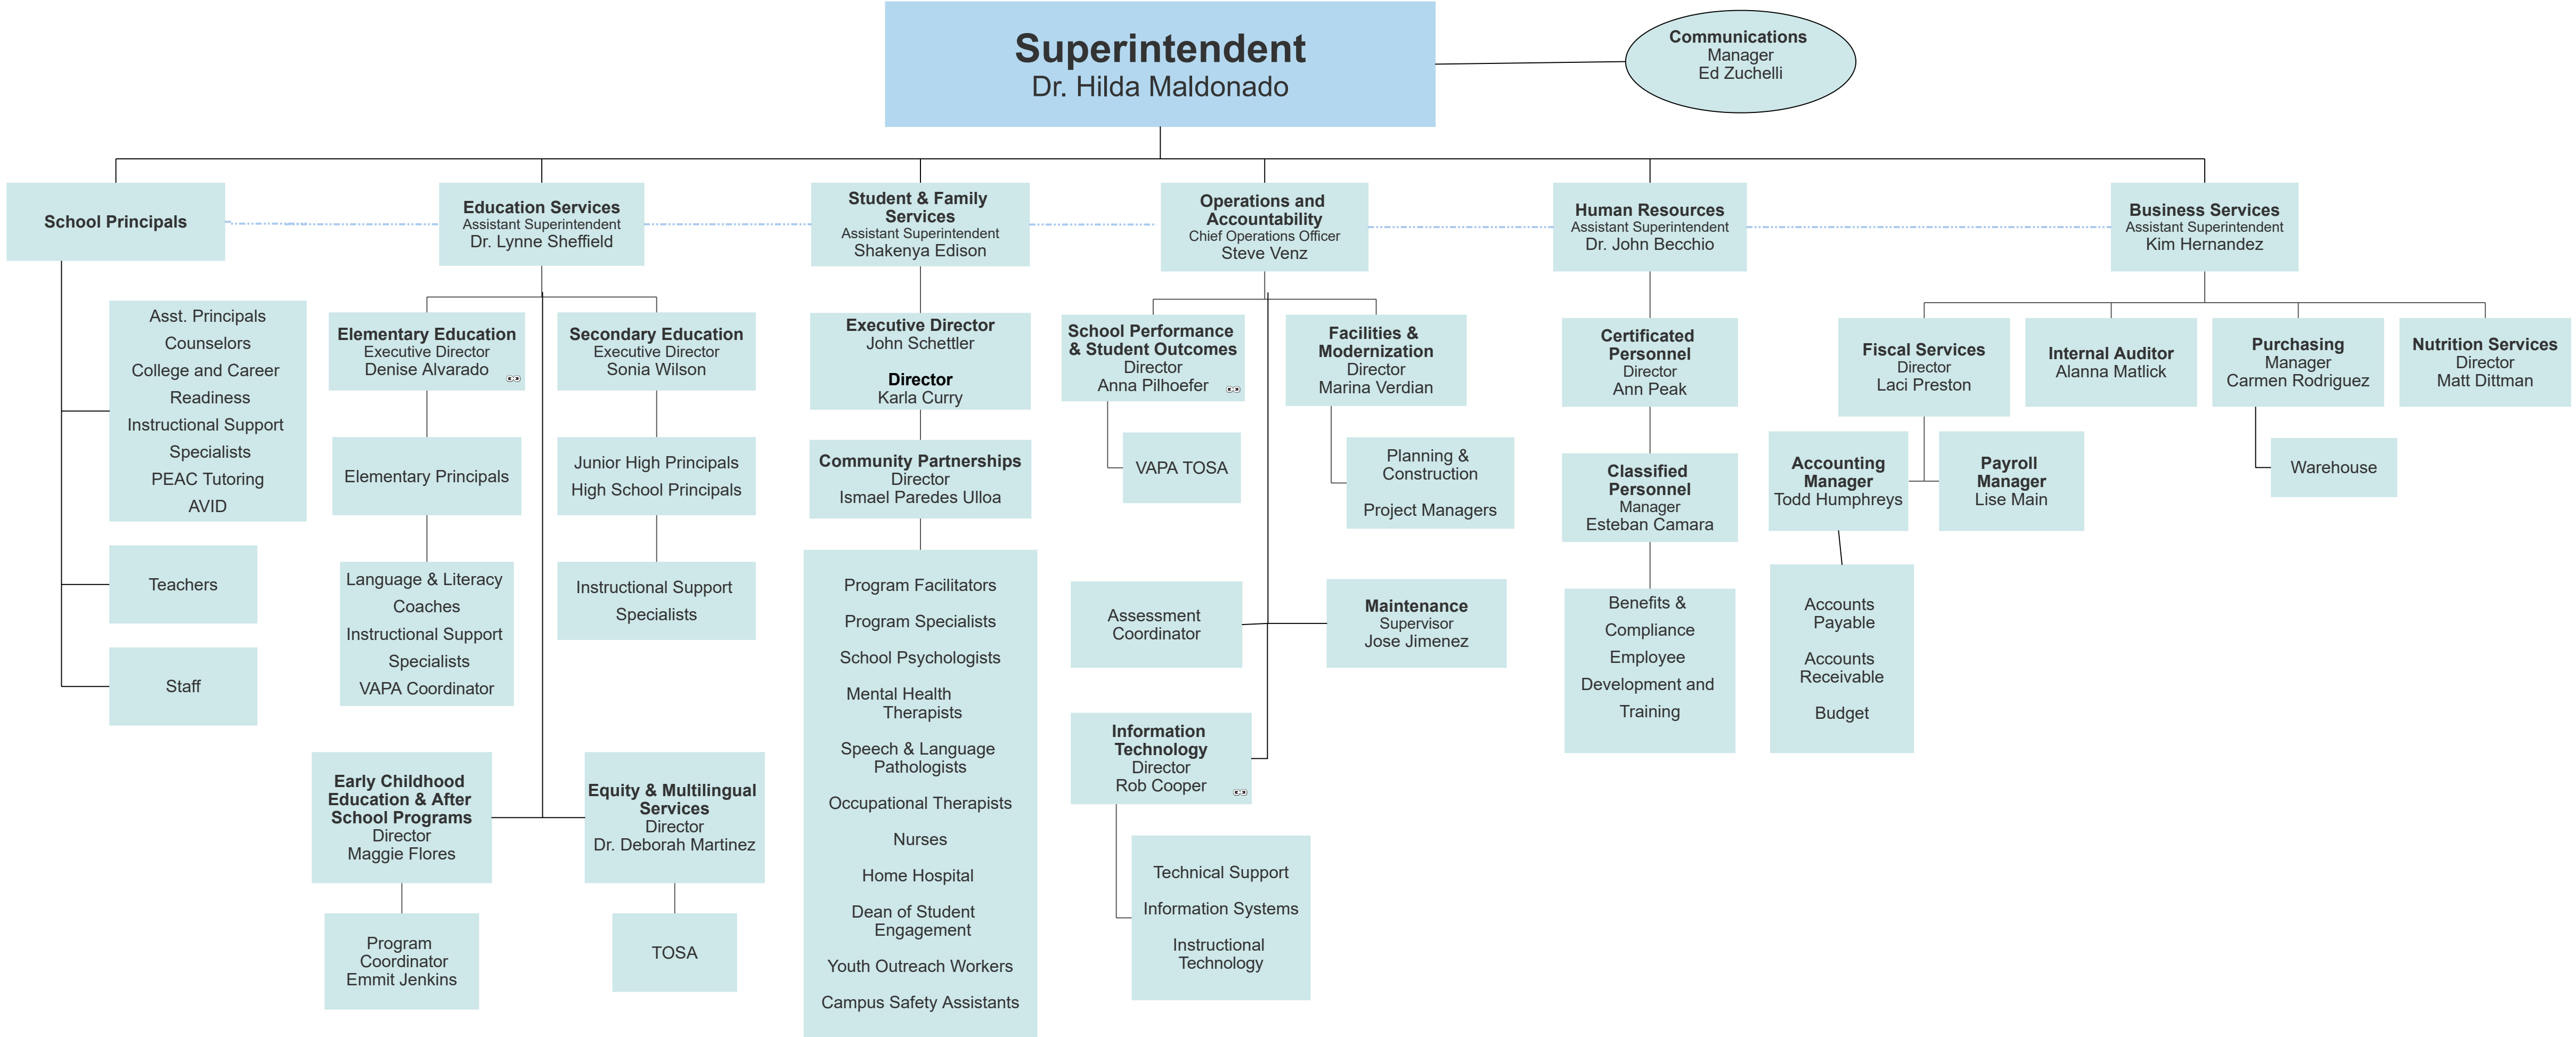 Superintendent
Dr. Hilda Maldonado
Communications
Manager
Ed Zuchelli
School Principals
Education Services
Assistant Superintendent
Dr. Lynne Sheffield
Student & Family
Services
Assistant Superintendent
Shakenya Edison
Operations and
Accountability
Chief Operations Officer
Steve Venz
Human Resources
Assistant Superintendent
Dr. John Becchio
Business Services
Assistant Superintendent
Kim Hernandez
Asst. Principals
Counselors
College and Career
Readiness
Instructional Support
Specialists
PEAC Tutoring
AVID
Teachers
Staff
Elementary Education
Executive Director
Denise Alvarado
Secondary Education
Executive Director
Sonia Wilson
Elementary Principals
Junior High Principals
High School Principals
Language & Literacy
Coaches
Instructional Support
Specialists
VAPA Coordinator
Instructional Support
Specialists
Early Childhood
Education & After
School Programs
Director
Maggie Flores
Equity & Multilingual
Services
Director
Dr. Deborah Martinez
Program
Coordinator
Emmit Jenkins
TOSA
Executive Director
John Schettler
Director
Karla Curry
Community Partnerships
Director
Ismael Paredes Ulloa
Program Facilitators
Program Specialists
School Psychologists
Mental Health
Therapists
Speech & Language
Pathologists
Occupational Therapists
Nurses
Home Hospital
Dean of Student
Engagement
Youth Outreach Workers
Campus Safety Assistants
School Performance
& Student Outcomes
Director
Anna Pilhoefer
Facilities &
Modernization
Director
Marina Verdian
VAPA TOSA
Planning &
Construction
Project Managers
Assessment
Coordinator
Maintenance
Supervisor
Jose Jimenez
Information
Technology
Director
Rob Cooper
Technical Support
Information Systems
Instructional
Technology
Certificated
Personnel
Director
Ann Peak
Classified
Personnel
Manager
Esteban Camara
Benefits &
Compliance
Employee
Development and
Training
Fiscal Services
Director
Laci Preston
Internal Auditor
Alanna Matlick
Purchasing
Manager
Carmen Rodriguez
Nutrition Services
Director
Matt Dittman
Accounting
Manager
Todd Humphreys
Payroll
Manager
Lise Main
Warehouse
Accounts
Payable
Accounts
Receivable
Budget